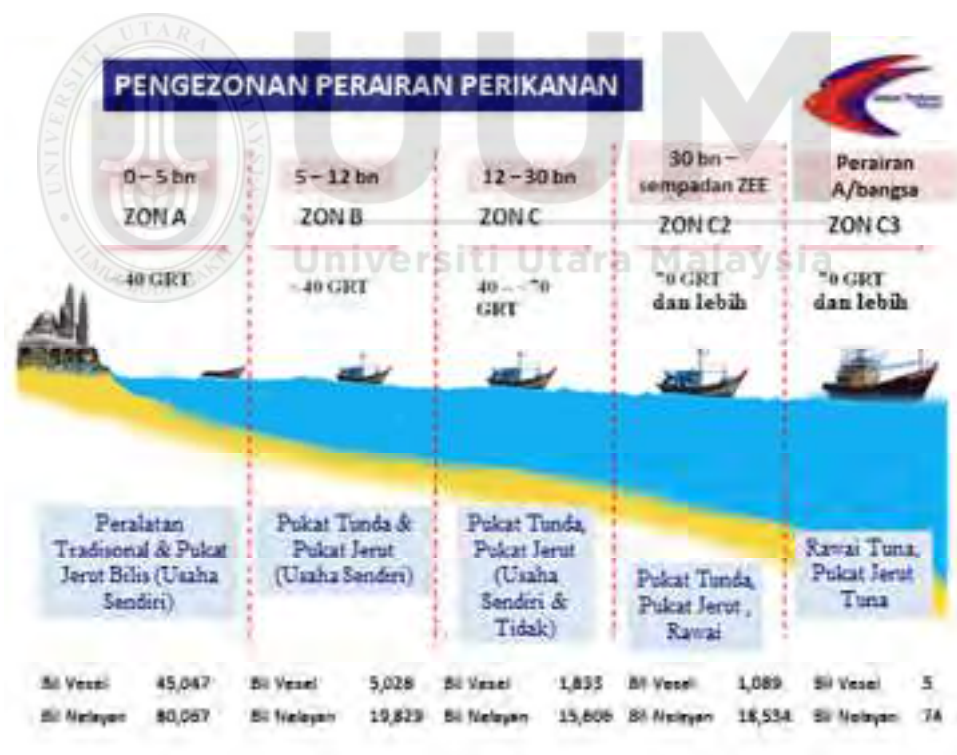 UUM
Universiti Utara Malaysia
PENGEZONAN PERAIRAN PERIKANAN
0 – 5 bn
ZON A
40 GRT
5 – 12 bn
ZON B
40 GRT
12 – 30 bn
ZON C
40 – <70
GRT
30 bn –
sempadan ZEE
ZON C2
70 GRT
dan lebih
Perairan
A/bangsa
ZON C3
70 GRT
dan lebih
Peralatan
Tradisonal & Pukat
Jerut Bilis (Usaha
Sendiri)
Pukat Tunda &
Pukat Jerut
(Usaha Sendiri)
Pukat Tunda,
Pukat Jerut
(Usaha
Sendiri &
Tidak)
Pukat Tunda,
Pukat Jerut ,
Rawai
Rawai Tuna,
Pukat Jerut
Tuna
Bil Vesel 45,047 Bil Vesel 5,028 Bil Vesel 1,833 Bil Vesel 1,089 Bil Vesel 5
Bil Nelayan 80,067 Bil Nelayan 19,829 Bil Nelayan 15,606 Bil Nelayan 18,534 Bil Nelayan 74